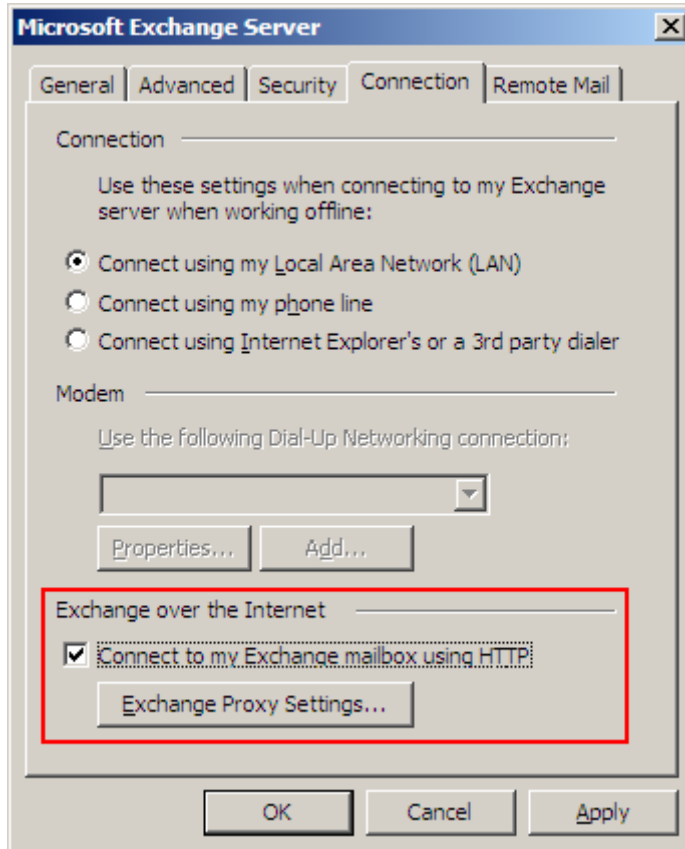 Microsoft Exchange Server
General Advanced Security Connection Remote Mail
Connection
Use these settings when connecting to my Exchange
server when working offline:
Connect using my Local Area Network (LAN)
Connect using my phone line
Connect using Internet Explorer's or a 3rd party dialer
Modem
Use the following Dial-Up Networking connection:
Properties... Add...
Exchange over the Internet
Connect to my Exchange mailbox using HTTP
Exchange Proxy Settings...
OK Cancel Apply